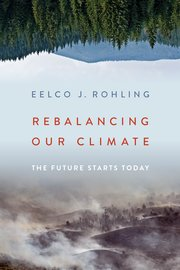 EELCO J. ROHLING
REBALANCING
OUR CLIMATE
THE FUTURE STARTS TODAY